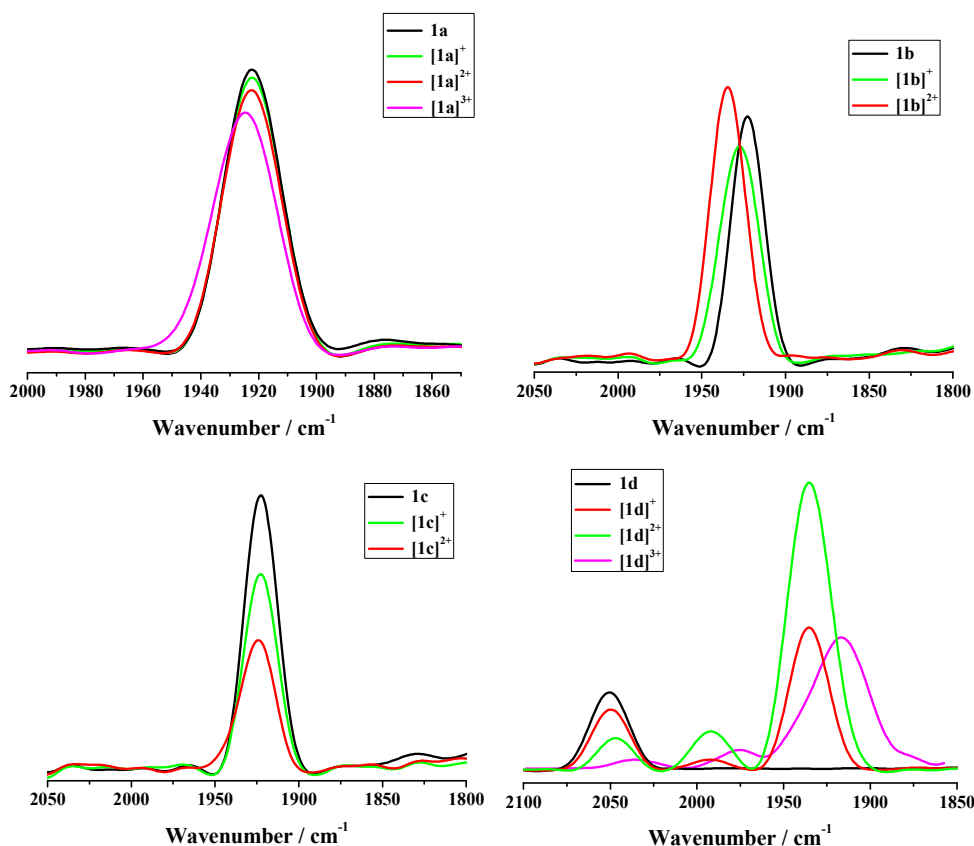 1a
[1a]⁺
[1a]²⁺
[1a]³⁺
2000 1980 1960 1940 1920 1900 1880 1860
Wavenumber / cm⁻¹
1b
[1b]⁺
[1b]²⁺
2050 2000 1950 1900 1850 1800
Wavenumber / cm⁻¹
1c
[1c]⁺
[1c]²⁺
2050 2000 1950 1900 1850 1800
Wavenumber / cm⁻¹
1d
[1d]⁺
[1d]²⁺
[1d]³⁺
2100 2050 2000 1950 1900 1850
Wavenumber / cm⁻¹